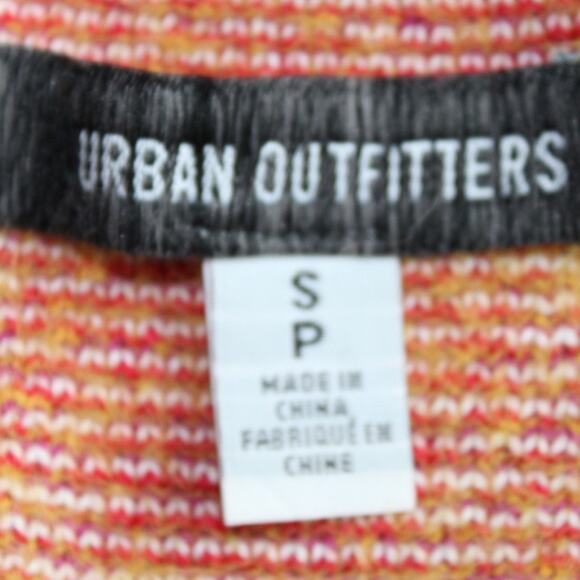 URBAN OUTFITTERS
S
P
MADE IN
CHINA
FABRIQUÉ EN
CHINE